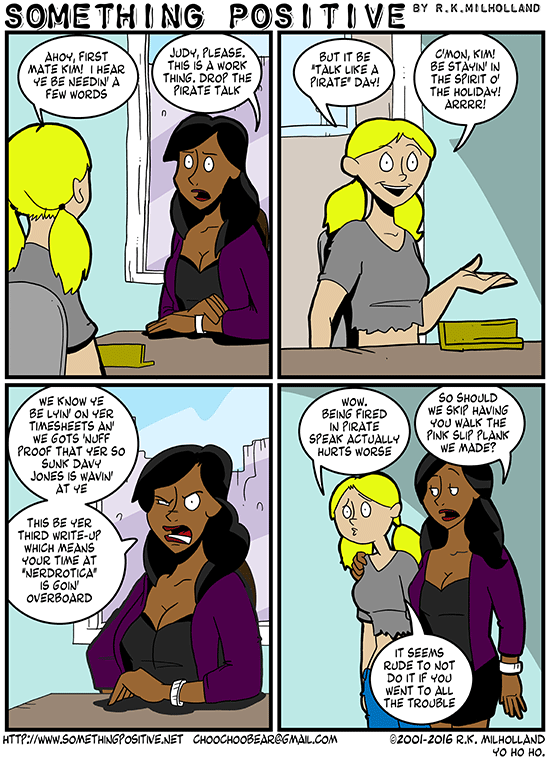 SOMETHING POSITIVE BY R.K.MILHOLLAND
AHOY, FIRST
MATE KIM! I HEAR
YE BE NEEDIN' A
FEW WORDS
JUDY, PLEASE.
THIS IS A WORK
THING. DROP THE
PIRATE TALK
BUT IT BE
"TALK LIKE A
PIRATE" DAY!
C'MON, KIM!
BE STAYIN' IN
THE SPIRIT O'
THE HOLIDAY!
ARRRR!
WE KNOW YE
BE LYIN' ON YER
TIMESHEETS AN'
WE GOTS 'NUFF
PROOF THAT YER SO
SUNK DAVY
JONES IS WAVIN'
AT YE
THIS BE YER
THIRD WRITE-UP
WHICH MEANS
YOUR TIME AT
"NERDROTICA"
IS GOIN'
OVERBOARD
WOW.
BEING FIRED
IN PIRATE
SPEAK ACTUALLY
HURTS WORSE
SO SHOULD
WE SKIP HAVING
YOU WALK THE
PINK SLIP PLANK
WE MADE?
IT SEEMS
RUDE TO NOT
DO IT IF YOU
WENT TO ALL
THE TROUBLE
HTTP://WWW.SOMETHINGPOSITIVE.NET CHOOCHOOBEAR@GMAIL.COM ©2001-2016 R.K. MILHOLLAND
YO HO HO.